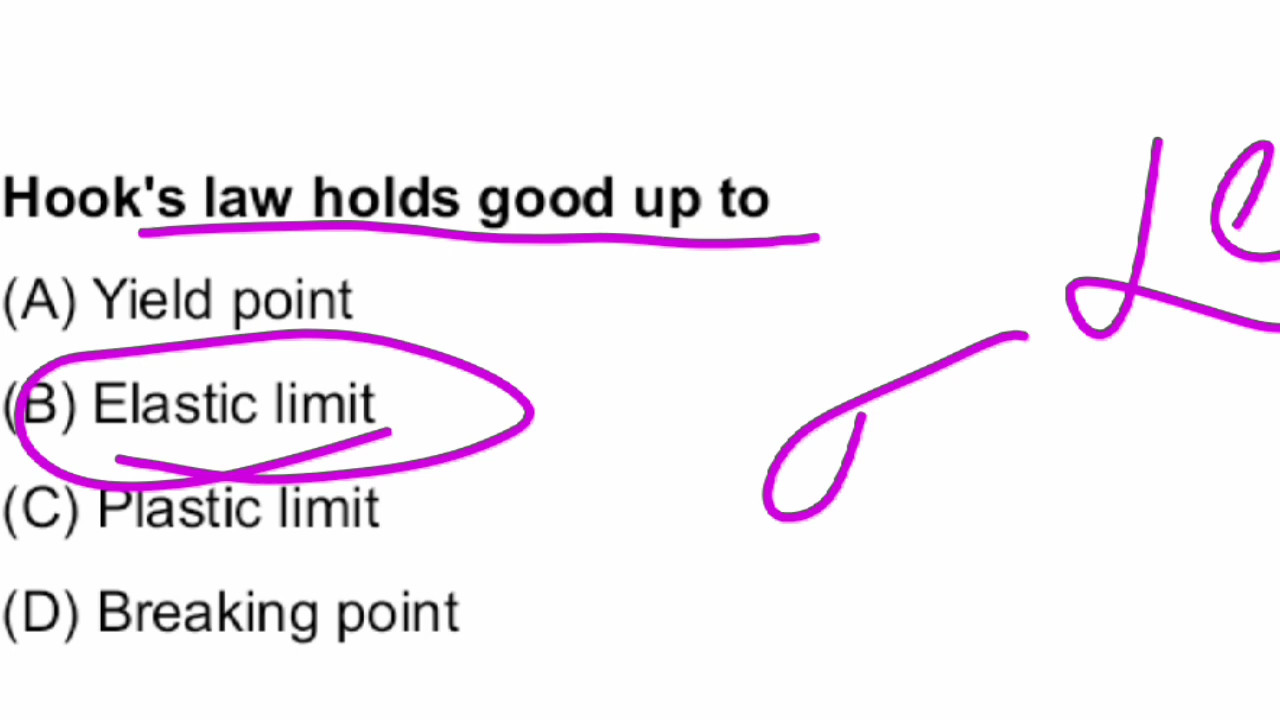 Hook's law holds good up to
(A) Yield point
(B) Elastic limit
(C) Plastic limit
(D) Breaking point
σ